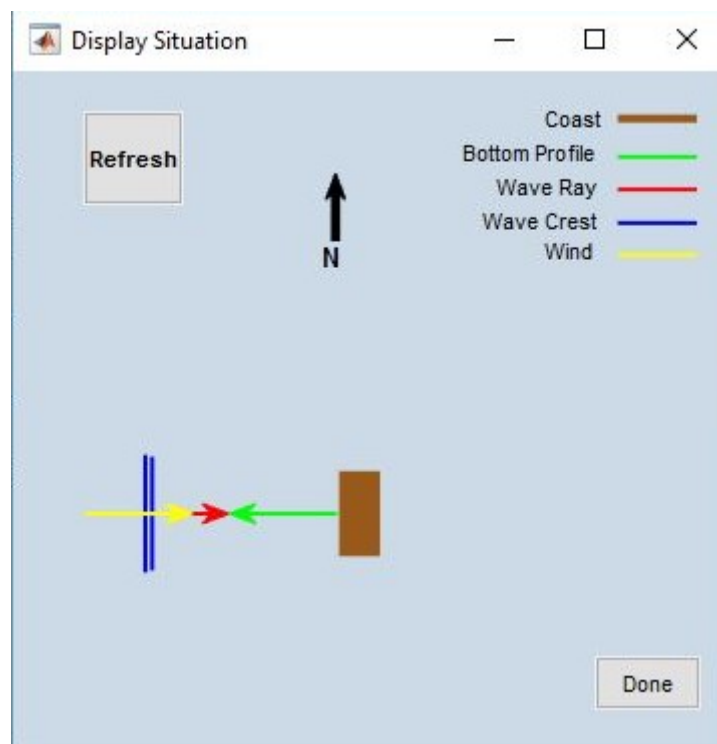 Display Situation
Refresh
Coast
Bottom Profile
Wave Ray
Wave Crest
Wind
N
Done